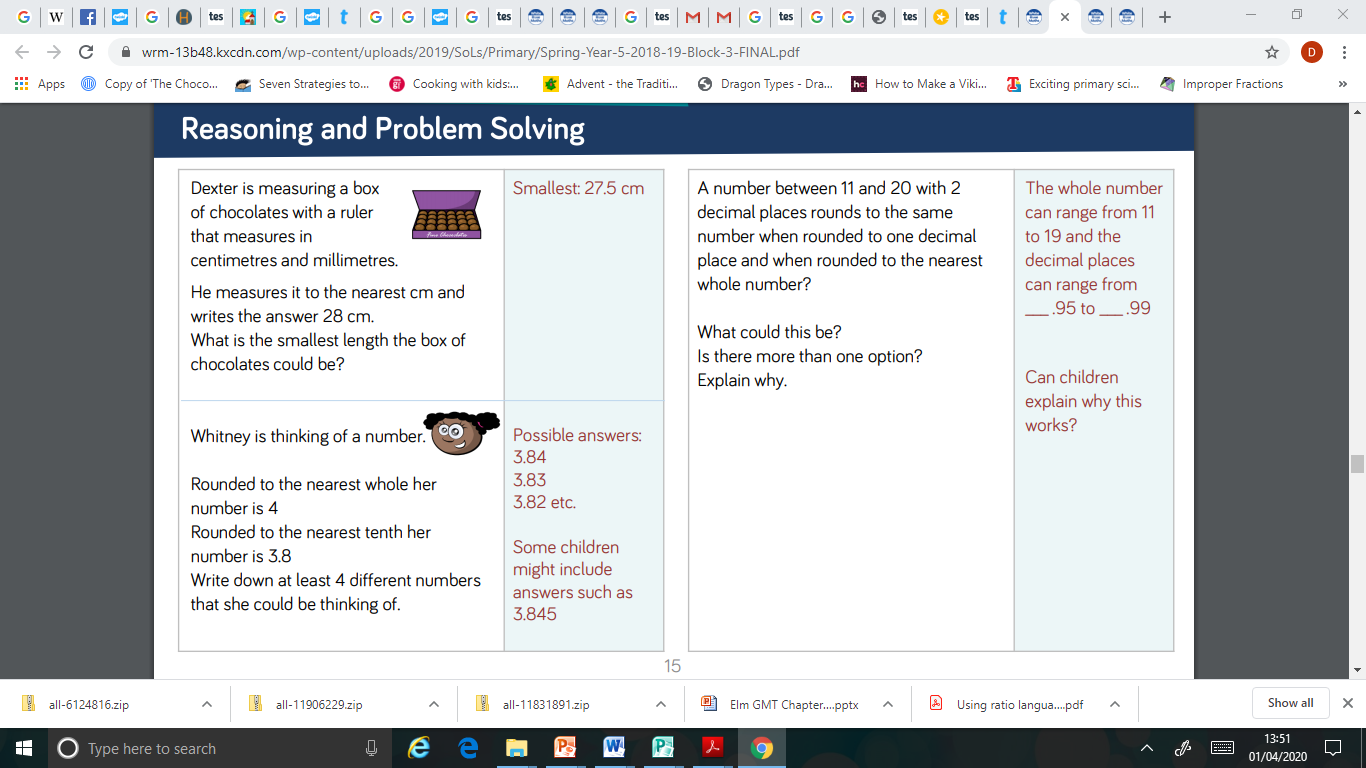 tes
tes
tes
tes
tes
tes
wrm-13b48.kxcdn.com/wp-content/uploads/2019/SoLs/Primary/Spring-Year-5-2018-19-Block-3-FINAL.pdf
D
Apps
Copy of 'The Choco...
Seven Strategies to...
Cooking with kids:...
Advent - the Traditi...
Dragon Types - Dra...
hc How to Make a Viki...
Exciting primary sci...
Improper Fractions
»
Reasoning and Problem Solving
Dexter is measuring a box
of chocolates with a ruler
that measures in
centimetres and millimetres.
He measures it to the nearest cm and
writes the answer 28 cm.
What is the smallest length the box of
chocolates could be?
Smallest: 27.5 cm
Whitney is thinking of a number.
Rounded to the nearest whole her
number is 4
Rounded to the nearest tenth her
number is 3.8
Write down at least 4 different numbers
that she could be thinking of.
Possible answers:
3.84
3.83
3.82 etc.
Some children
might include
answers such as
3.845
A number between 11 and 20 with 2
decimal places rounds to the same
number when rounded to one decimal
place and when rounded to the nearest
whole number?
What could this be?
Is there more than one option?
Explain why.
The whole number
can range from 11
to 19 and the
decimal places
can range from
___ .95 to ___ .99
Can children
explain why this
works?
15
all-6124816.zip
all-11906229.zip
all-11831891.zip
Elm GMT Chapter....pptx
Using ratio langua....pdf
Show all
Type here to search
13:51
01/04/2020